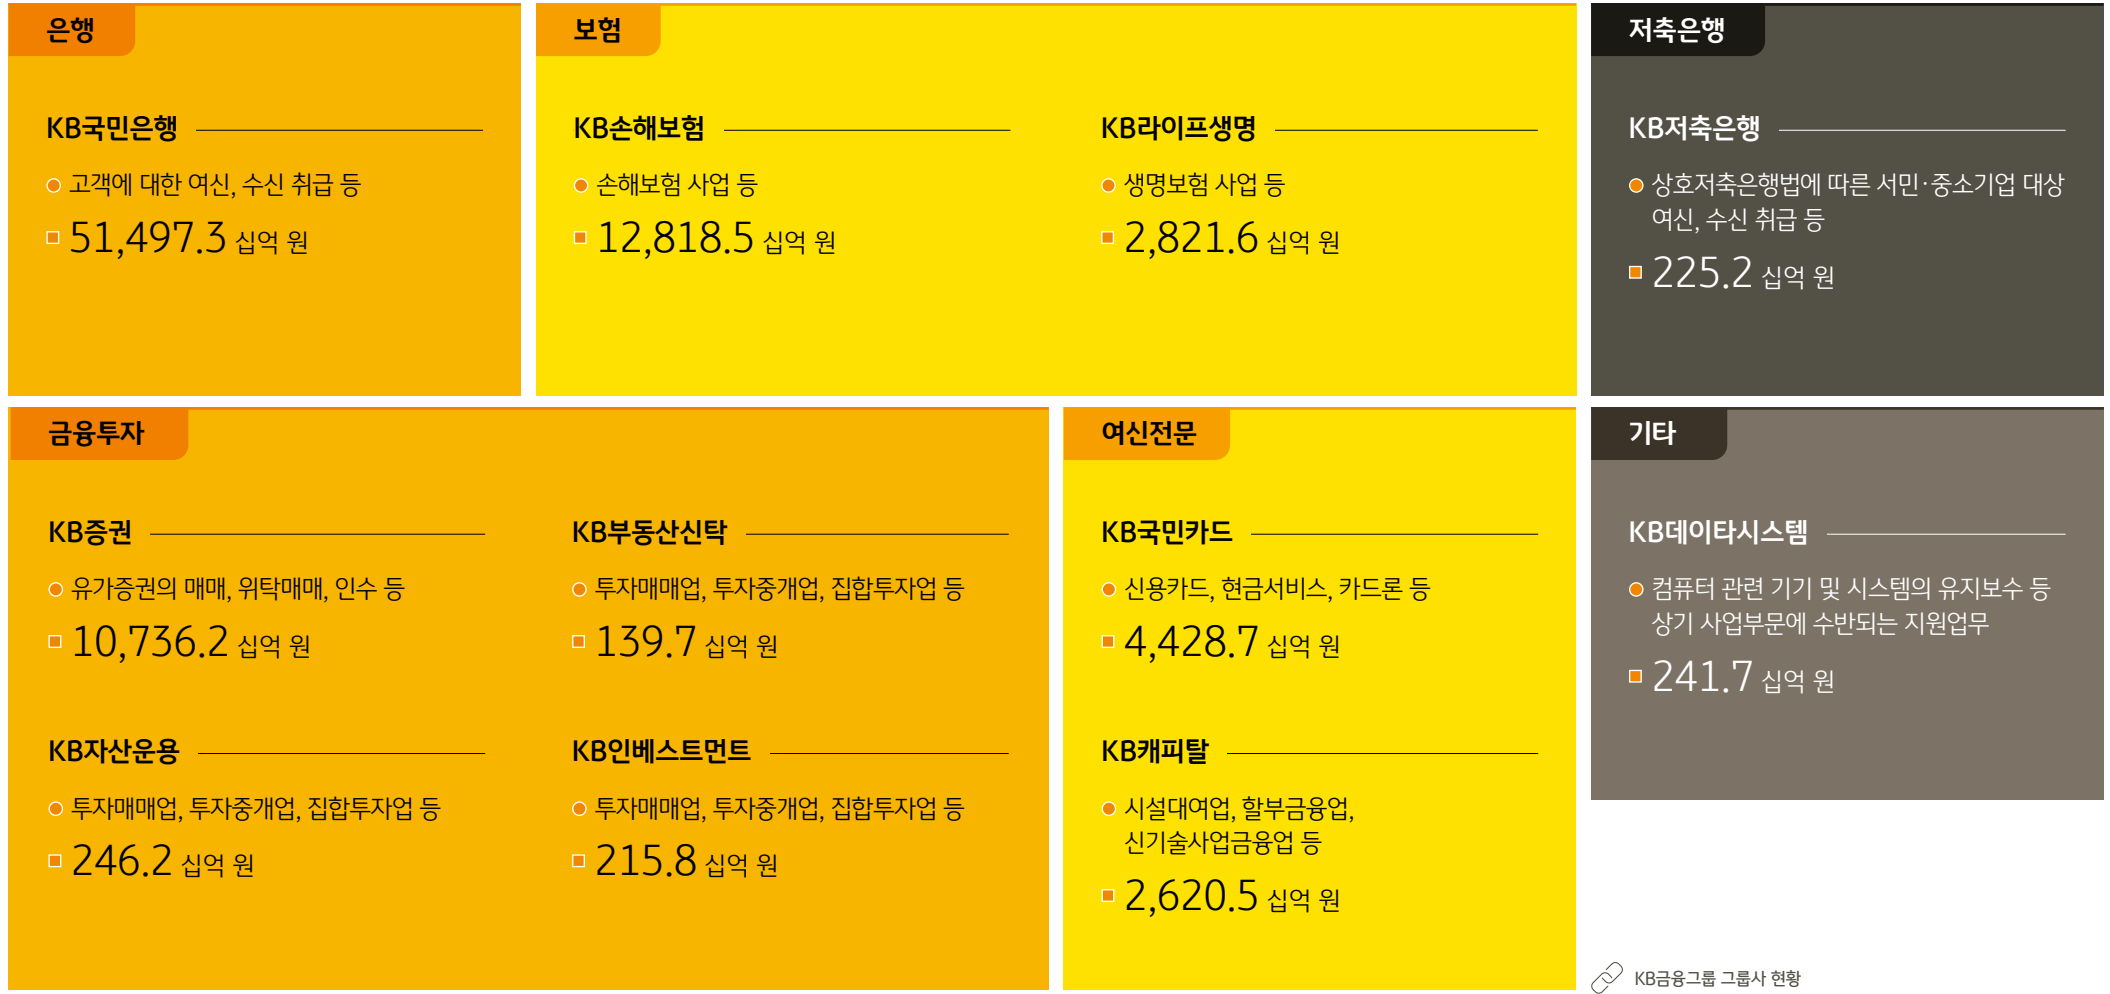 은행
KB국민은행
고객에 대한 여신, 수신 취급 등
51,497.3 십억 원
보험
KB손해보험
손해보험 사업 등
12,818.5 십억 원
KB라이프생명
생명보험 사업 등
2,821.6 십억 원
저축은행
KB저축은행
상호저축은행법에 따른 서민·중소기업 대상
여신, 수신 취급 등
225.2 십억 원
금융투자
KB증권
유가증권의 매매, 위탁매매, 인수 등
10,736.2 십억 원
KB부동산신탁
투자매매업, 투자중개업, 집합투자업 등
139.7 십억 원
KB자산운용
투자매매업, 투자중개업, 집합투자업 등
246.2 십억 원
KB인베스트먼트
투자매매업, 투자중개업, 집합투자업 등
215.8 십억 원
여신전문
KB국민카드
신용카드, 현금서비스, 카드론 등
4,428.7 십억 원
KB캐피탈
시설대여업, 할부금융업,
신기술사업금융업 등
2,620.5 십억 원
기타
KB데이타시스템
컴퓨터 관련 기기 및 시스템의 유지보수 등
상기 사업부문에 수반되는 지원업무
241.7 십억 원
KB금융그룹 그룹사 현황